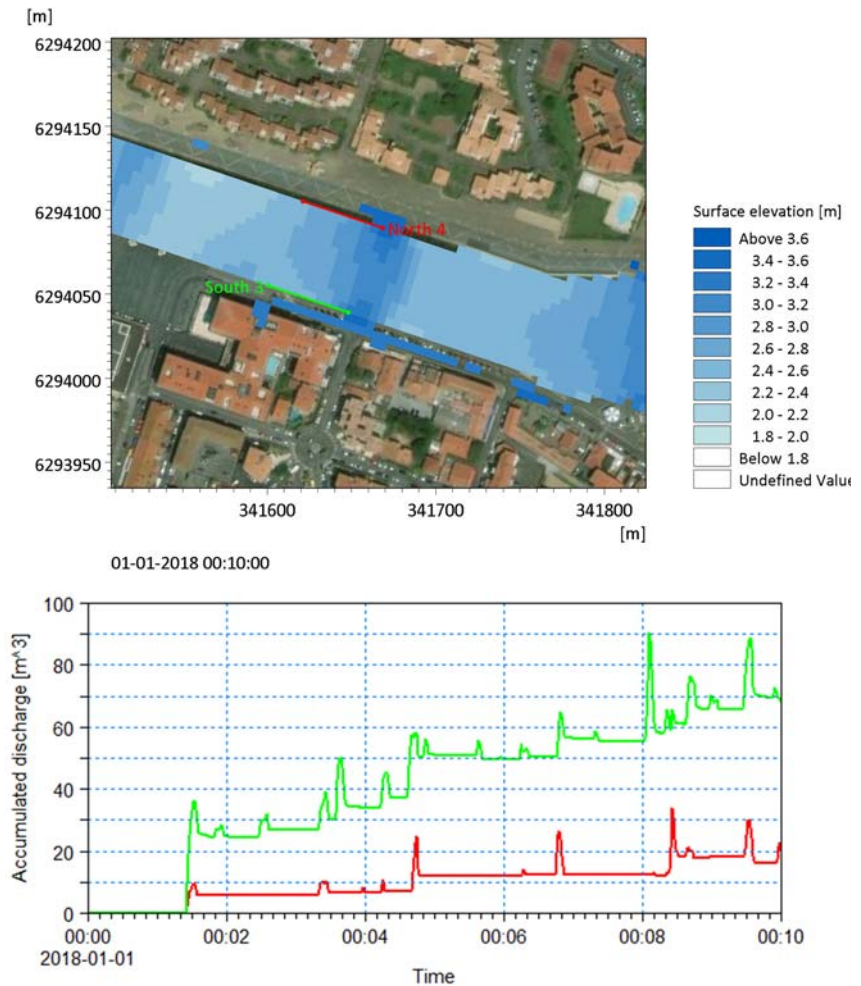 [m]
6294200
6294150
6294100
6294050
6294000
6293950
North 4
South 3
341600
341700
341800
[m]
Surface elevation [m]
Above 3.6
3.4 - 3.6
3.2 - 3.4
3.0 - 3.2
2.8 - 3.0
2.6 - 2.8
2.4 - 2.6
2.2 - 2.4
2.0 - 2.2
1.8 - 2.0
Below 1.8
Undefined Value
01-01-2018 00:10:00
Accumulated discharge [m^3]
100
80
60
40
20
0
00:00
00:02
00:04
00:06
00:08
00:10
2018-01-01
Time